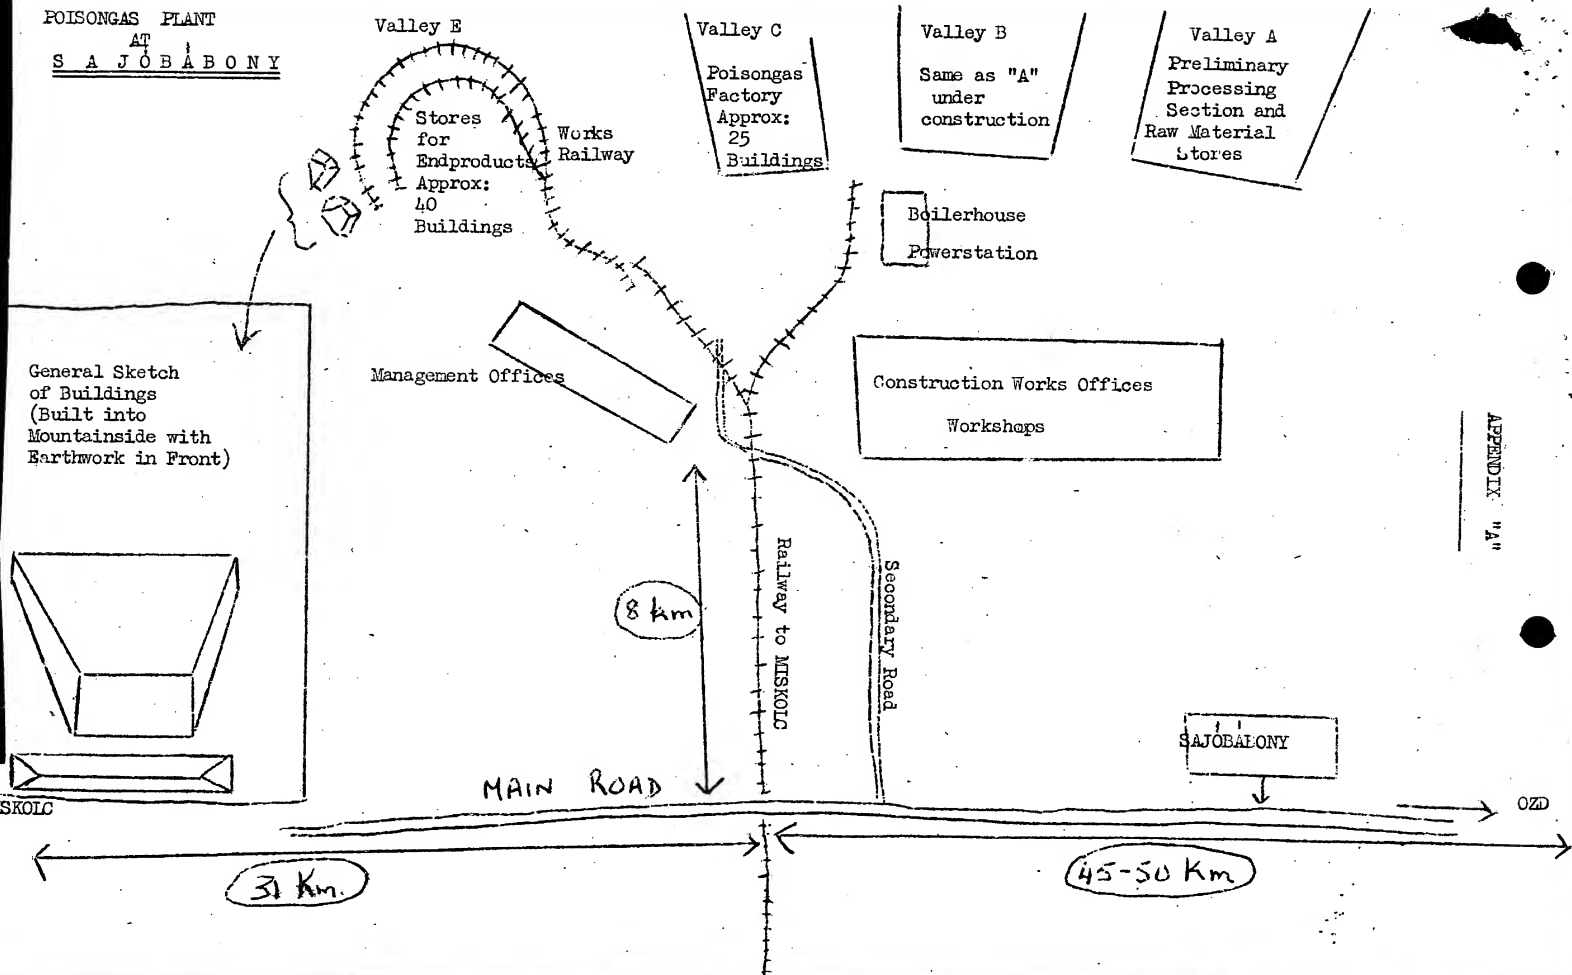 POISONGAS PLANT
AT
S A J Ó B Á B O N Y
Valley E
Stores
for
Endproducts
Approx:
40
Buildings
Works
Railway
Valley C
Poisongas
Factory
Approx:
25
Buildings
Valley B
Same as "A"
under
construction
Valley A
Preliminary
Processing
Section and
Raw Material
Stores
Boilerhouse
Powerstation
General Sketch
of Buildings
(Built into
Mountainside with
Earthwork in Front)
Management Offices
Construction Works Offices
Workshops
APPENDIX "A"
8 km
Railway to MISKOLC
Secondary Road
SAJÓBÁBONY
MAIN ROAD
SKOLC
OZD
31 Km.
45-50 Km